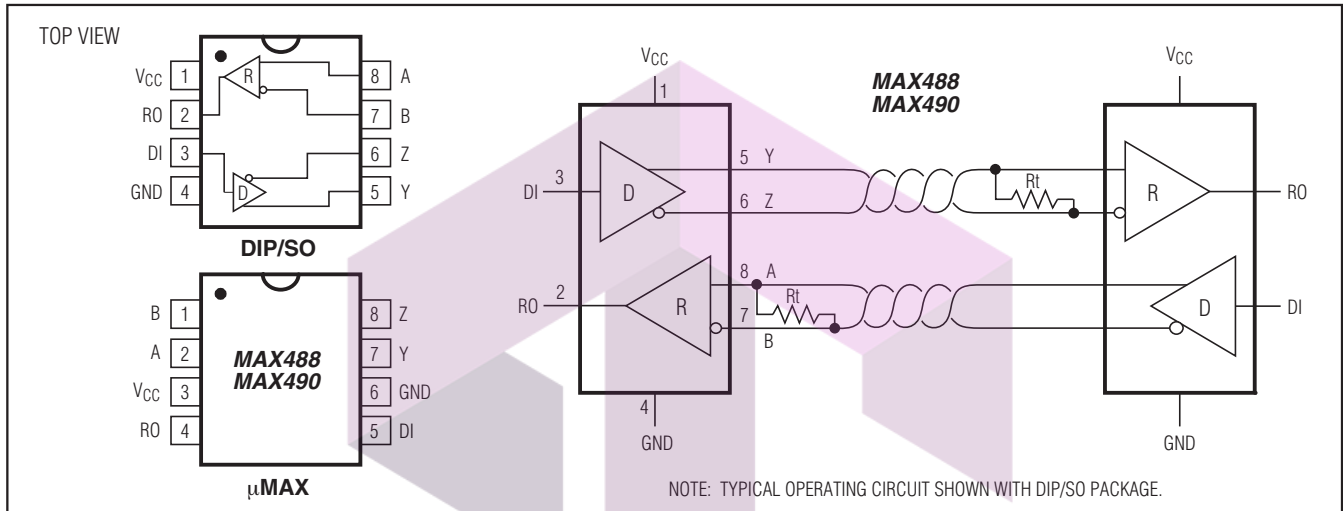 TOP VIEW
VCC 1
RO 2
DI 3
GND 4
R
D
8 A
7 B
6 Z
5 Y
DIP/SO
B 1
A 2
VCC 3
RO 4
MAX488
MAX490
8 Z
7 Y
6 GND
5 DI
µMAX
VCC
1
MAX488
MAX490
VCC
DI 3
D
5 Y
6 Z
Rt
R
RO
RO 2
R
8 A
Rt
7
B
D
DI
4
GND
GND
NOTE: TYPICAL OPERATING CIRCUIT SHOWN WITH DIP/SO PACKAGE.